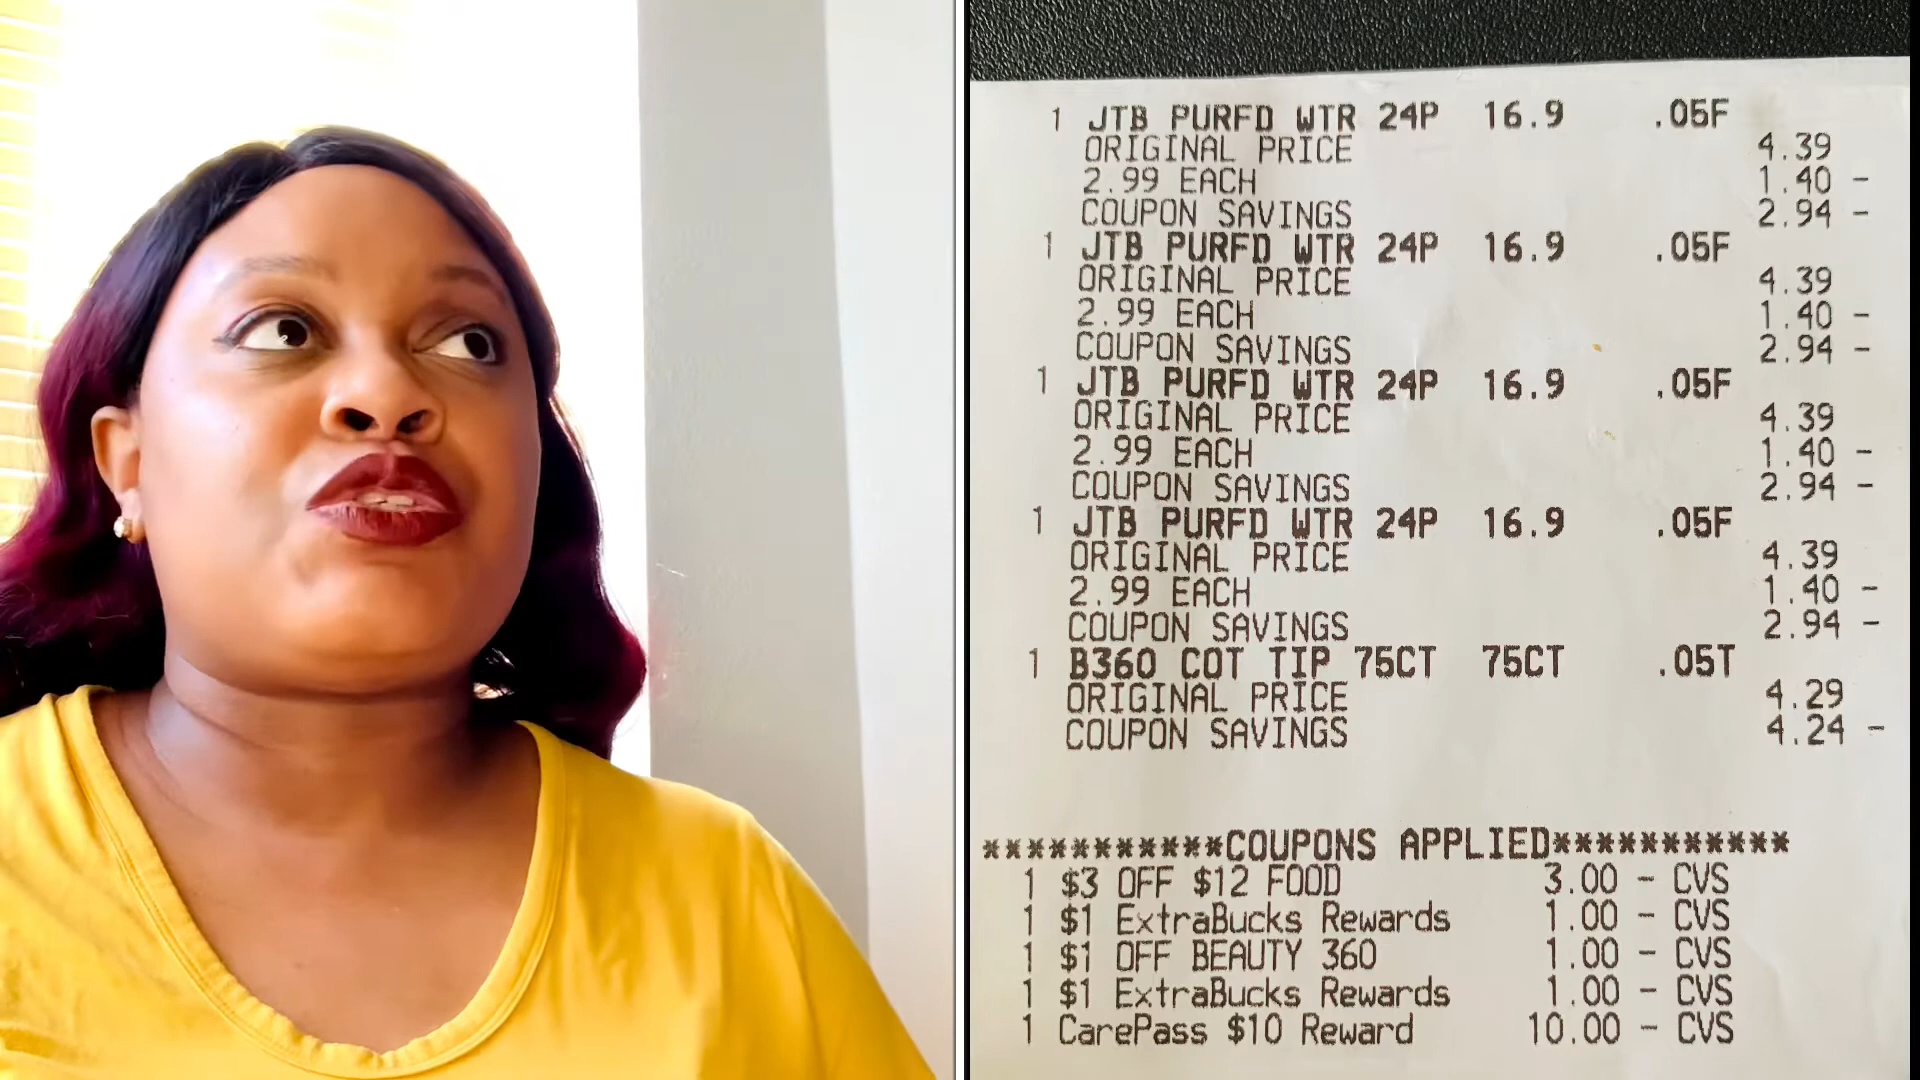 1 JTB PURFD WTR 24P 16.9 .05F
ORIGINAL PRICE 4.39
2.99 EACH 1.40 -
COUPON SAVINGS 2.94 -
1 JTB PURFD WTR 24P 16.9 .05F
ORIGINAL PRICE 4.39
2.99 EACH 1.40 -
COUPON SAVINGS 2.94 -
1 JTB PURFD WTR 24P 16.9 .05F
ORIGINAL PRICE 4.39
2.99 EACH 1.40 -
COUPON SAVINGS 2.94 -
1 JTB PURFD WTR 24P 16.9 .05F
ORIGINAL PRICE 4.39
2.99 EACH 1.40 -
COUPON SAVINGS 2.94 -
1 B360 COT TIP 75CT 75CT .05T
ORIGINAL PRICE 4.29
COUPON SAVINGS 4.24 -
***********COUPONS APPLIED***********
1 $3 OFF $12 FOOD 3.00 - CVS
1 $1 ExtraBucks Rewards 1.00 - CVS
1 $1 OFF BEAUTY 360 1.00 - CVS
1 $1 ExtraBucks Rewards 1.00 - CVS
1 CarePass $10 Reward 10.00 - CVS